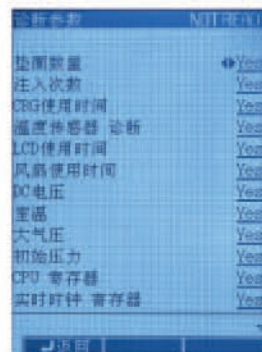 诊断参数 NOT READ
垫圈数量 Yes
注入次数 Yes
CBG使用时间 Yes
温度传感器 诊断 Yes
LCD使用时间 Yes
风扇使用时间 Yes
DC电压 Yes
室温 Yes
大气压 Yes
初始压力 Yes
CPU 寄存器 Yes
实时时钟 寄存器 Yes
返回